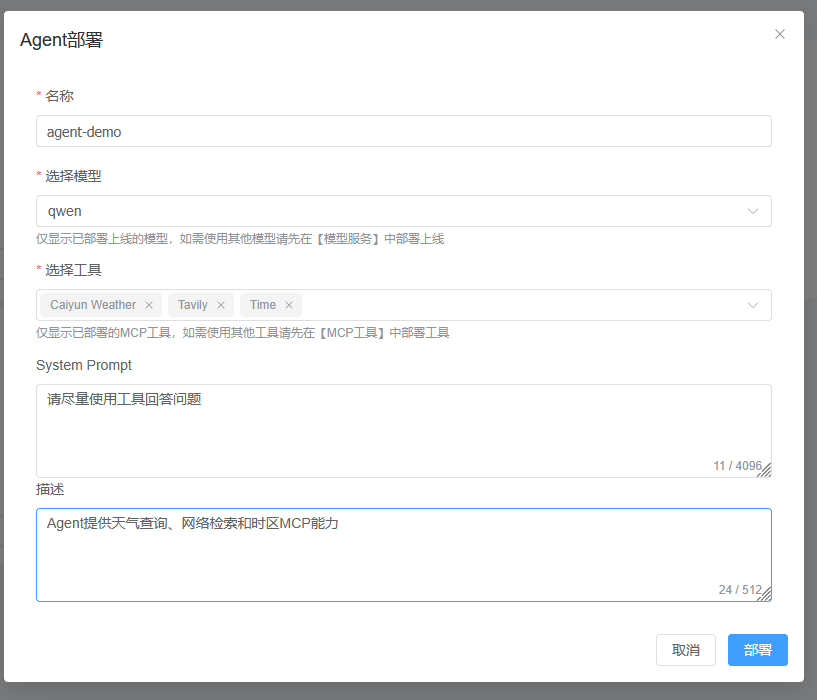 Agent部署
* 名称
agent-demo
* 选择模型
qwen
仅显示已部署上线的模型，如需使用其他模型请先在【模型服务】中部署上线
* 选择工具
Caiyun Weather × Tavily × Time ×
仅显示已部署的MCP工具，如需使用其他工具请先在【MCP工具】中部署工具
System Prompt
请尽量使用工具回答问题
11 / 4096
描述
Agent提供天气查询、网络检索和时区MCP能力
24 / 512
取消 部署